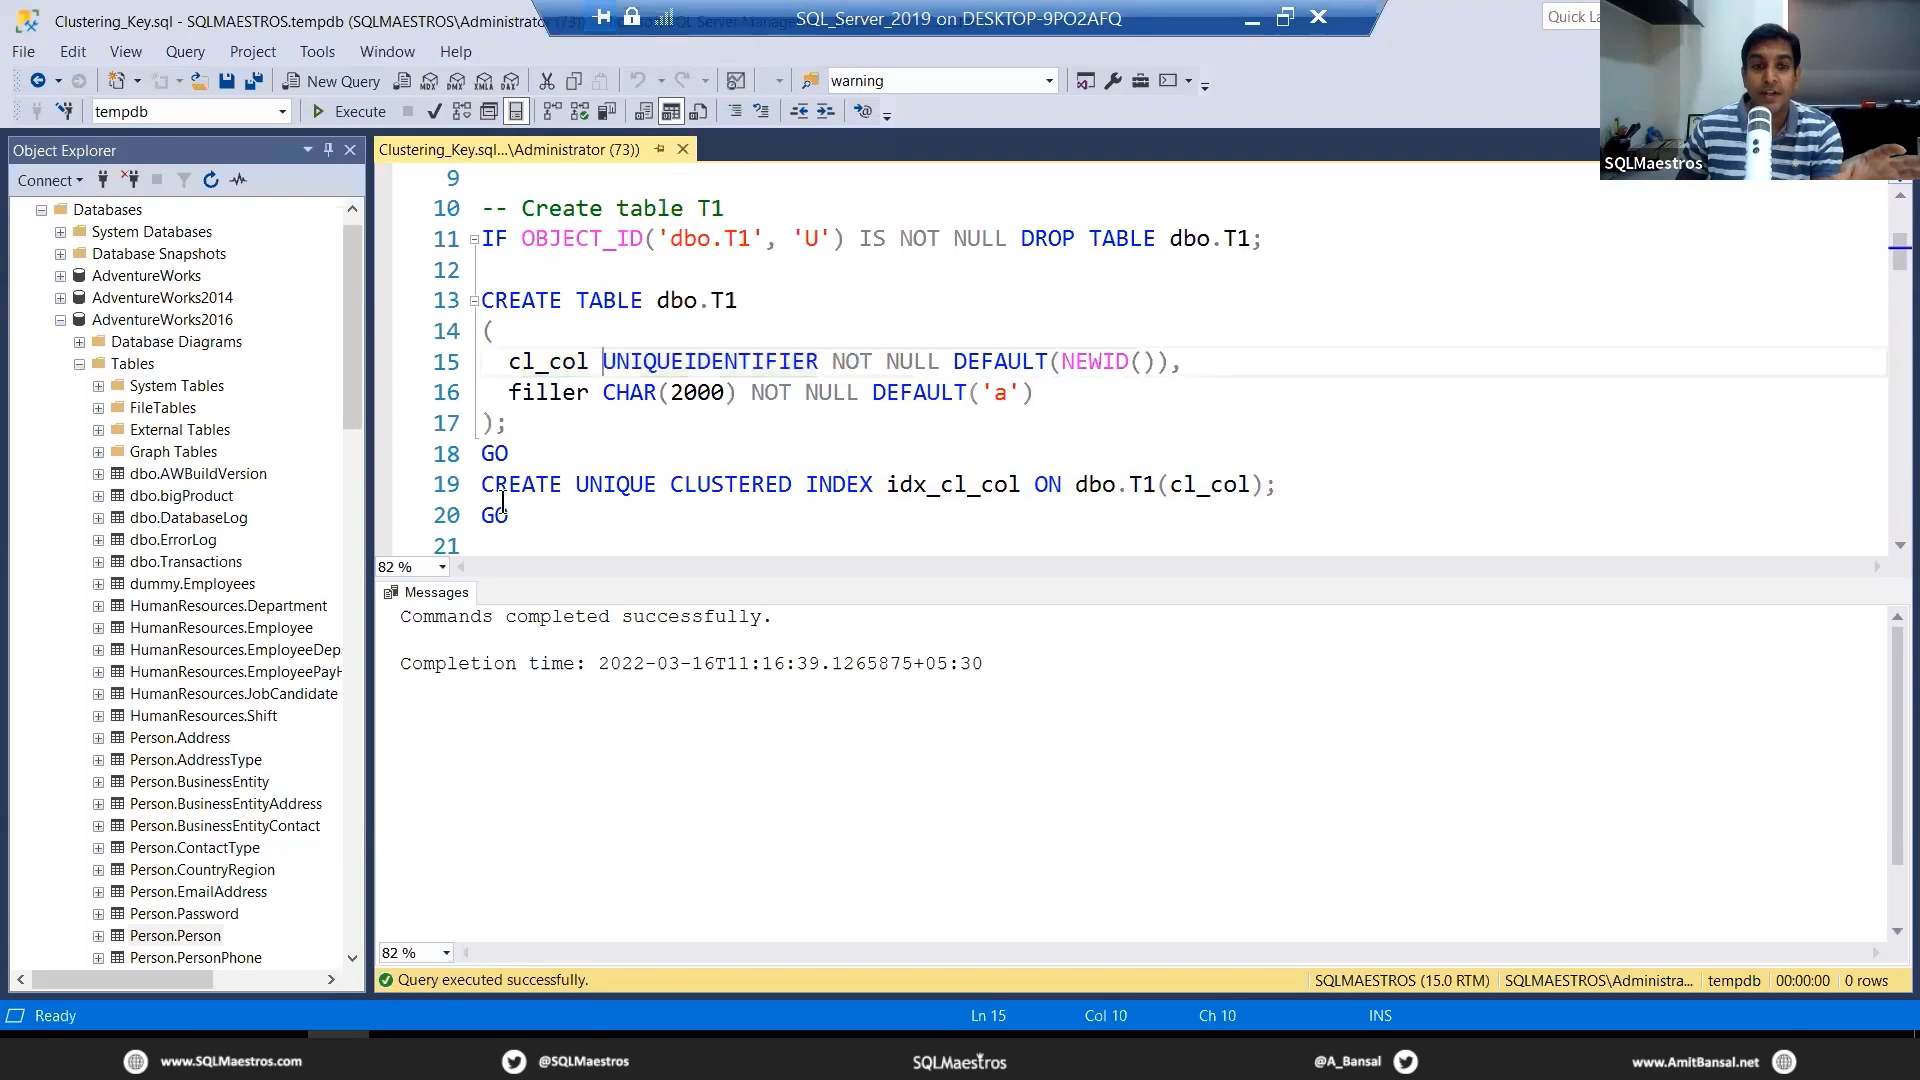 Clustering_Key.sql - SQLMAESTROS.tempdb (SQLMAESTROS\Administrator (73))
SQL_Server_2019 on DESKTOP-9PO2AFQ
Quick La
File Edit View Query Project Tools Window Help
New Query
MDX DMX XMLA DAX
warning
tempdb
Execute
SQLMaestros
Object Explorer
Connect
Databases
System Databases
Database Snapshots
AdventureWorks
AdventureWorks2014
AdventureWorks2016
Database Diagrams
Tables
System Tables
FileTables
External Tables
Graph Tables
dbo.AWBuildVersion
dbo.bigProduct
dbo.DatabaseLog
dbo.ErrorLog
dbo.Transactions
dummy.Employees
HumanResources.Department
HumanResources.Employee
HumanResources.EmployeeDep
HumanResources.EmployeePayH
HumanResources.JobCandidate
HumanResources.Shift
Person.Address
Person.AddressType
Person.BusinessEntity
Person.BusinessEntityAddress
Person.BusinessEntityContact
Person.ContactType
Person.CountryRegion
Person.EmailAddress
Person.Password
Person.Person
Person.PersonPhone
Clustering_Key.sql...\Administrator (73))
9
10 -- Create table T1
11 IF OBJECT_ID('dbo.T1', 'U') IS NOT NULL DROP TABLE dbo.T1;
12
13 CREATE TABLE dbo.T1
14 (
15 cl_col UNIQUEIDENTIFIER NOT NULL DEFAULT(NEWID()),
16 filler CHAR(2000) NOT NULL DEFAULT('a')
17 );
18 GO
19 CREATE UNIQUE CLUSTERED INDEX idx_cl_col ON dbo.T1(cl_col);
20 GO
21
82 %
Messages
Commands completed successfully.
Completion time: 2022-03-16T11:16:39.1265875+05:30
82 %
Query executed successfully.
SQLMAESTROS (15.0 RTM) SQLMAESTROS\Administra... tempdb 00:00:00 0 rows
Ready Ln 15 Col 10 Ch 10 INS
www.SQLMaestros.com @SQLMaestros SQLMaestros @A_Bansal www.AmitBansal.net